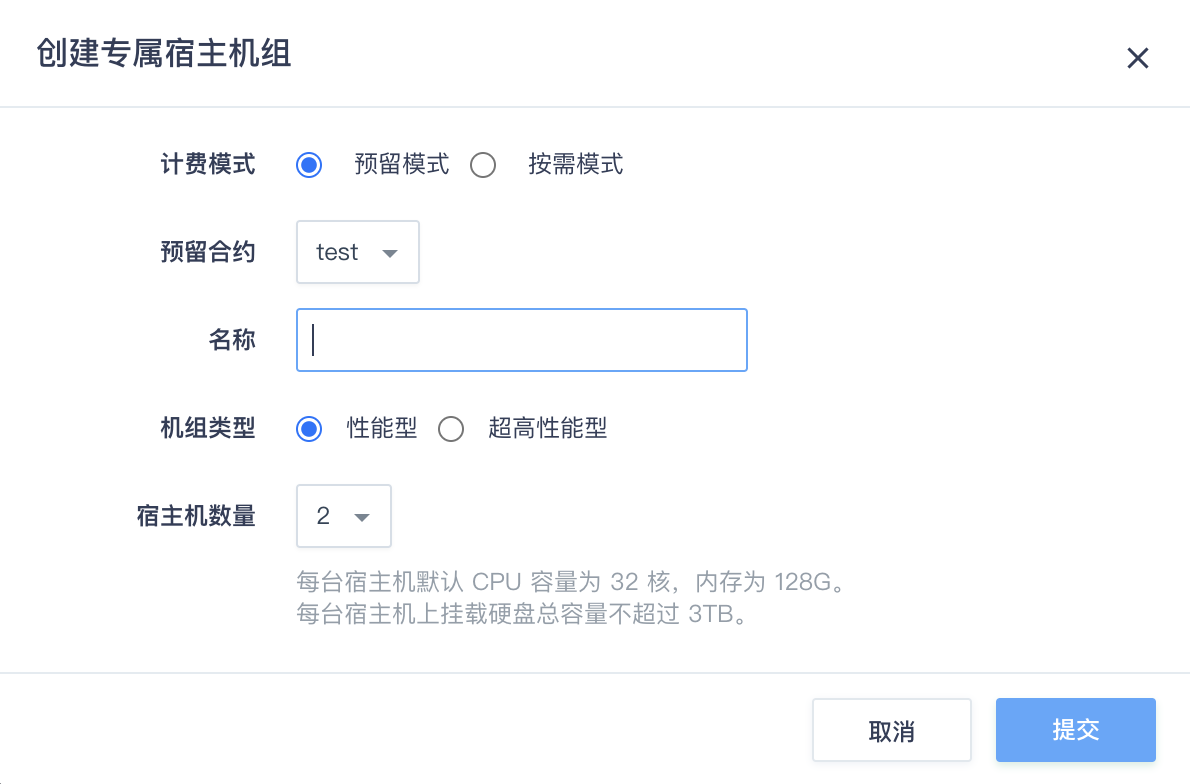 创建专属宿主机组
计费模式 预留模式 按需模式
预留合约 test
名称
机组类型 性能型 超高性能型
宿主机数量 2
每台宿主机默认 CPU 容量为 32 核，内存为 128G。
每台宿主机上挂载硬盘总容量不超过 3TB。
取消 提交